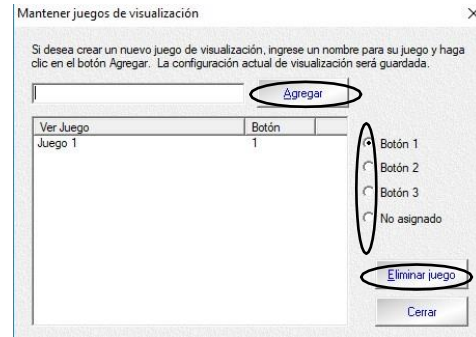 Mantener juegos de visualización
Si desea crear un nuevo juego de visualización, ingrese un nombre para su juego y haga
clic en el botón Agregar. La configuración actual de visualización será guardada.
Agregar
Ver Juego Botón
Juego 1 1
Botón 1
Botón 2
Botón 3
No asignado
Eliminar juego
Cerrar